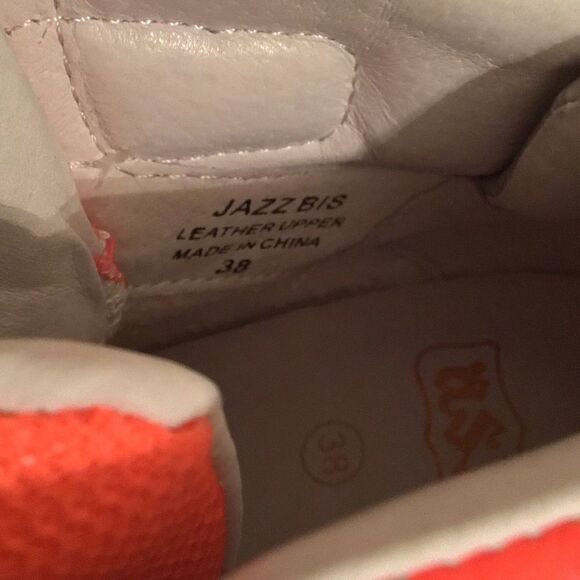 JAZZ BIS
LEATHER UPPER
MADE IN CHINA
38
38